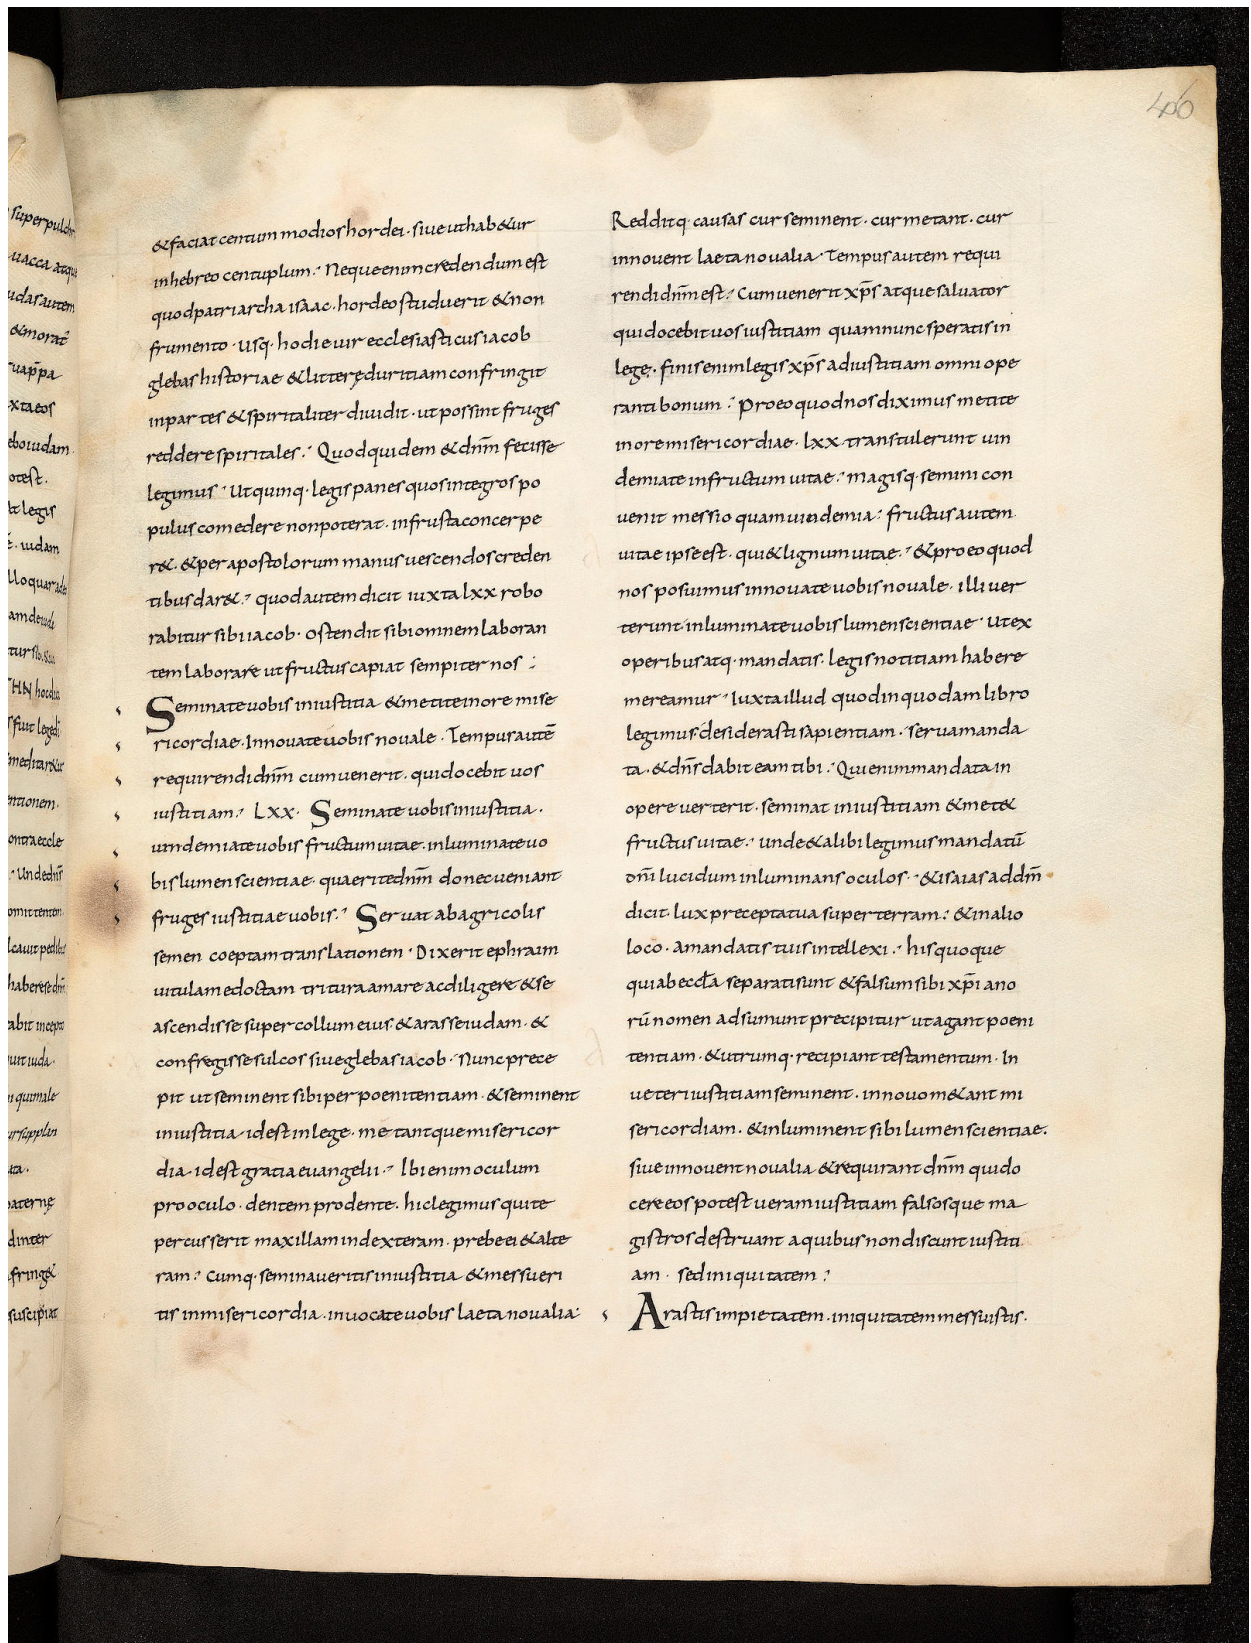 46
&faciat centum modios hordei · siue ut hab&ur
in hebreo centuplum : Neque enim credendum est
quod patriarcha isaac · hordeo studuerit & non
frumento · Usq· hodie uir ecclesiasticus iacob
glebas historiae & litterę duritiam confringit
in partes & spiritaliter diuidit · ut possint fruges
reddere spiritales : Quod quidem & dn̄m fecisse
legimus · Ut quinq· legis panes quos integros po
pulus comedere non poterat · in frusta concerpe
r& · & per apostolorum manus uescendos creden
tibus dar& : quod autem dicit iuxta lxx robo
rabitur sibi iacob · ostendit sibi omnem laboran
tem laborare ut fructus capiat sempiternos :
Seminate uobis in iustitia & metite in ore mise
ricordiae · Innouate uobis nouale · Tempus autē
requirendi dn̄m cum uenerit · qui docebit uos
iustitiam : Lxx · Seminate uobis in iustitia ·
uindemiate uobis fructum uitae · inluminate uo
bis lumen scientiae · quaerite dn̄m donec ueniant
fruges iustitiae uobis : Seruat ab agricolis
semen coeptam translationem · Dixerit ephraim
uitulam edoctam tritura amare ac diligere & se
ascendisse super collum eius · & arasse iudam · &
confregisse sulcos siue glebas iacob · Nunc prece
pit ut seminent sibi per poenitentiam · & seminent
in iustitia · id est in lege · metantque misericor
dia · id est gratia euangelii : Ibi enim oculum
pro oculo · dentem pro dente · hic legimus qui te
percusserit maxillam in dexteram · prebe ei & alte
ram : Cumq· seminaueritis in iustitia & messueri
tis in misericordia · inuocate uobis laeta noualia :
Redditq· causas cur seminent · cur metant · cur
innouent laeta noualia · Tempus autem requi
rendi dn̄m est : Cum uenerit xp̄s atque saluator
qui docebit uos iustitiam quam nunc speratis in
lege · finis enim legis xp̄s ad iustitiam omni ope
ranti bonum : Pro eo quod nos diximus metite
in ore misericordiae · lxx transtulerunt uin
demiate in fructum uitae : magisq· semini con
uenit messio quam uindemia : fructus autem
uitae ipse est · qui & lignum uitae : & pro eo quod
nos posuimus innouate uobis nouale · illi uer
terunt · inluminate uobis lumen scientiae · Ut ex
operibus atq· mandatis · legis notitiam habere
mereamur · Iuxta illud quod in quodam libro
legimus · desiderasti sapientiam · serua manda
ta · & dn̄s dabit eam tibi : Qui enim mandata in
opere uerterit · seminat in iustitiam & met&
fructus uitae : unde & alibi legimus mandatū
dn̄i lucidum inluminans oculos · & isaias ad dn̄m
dicit · lux precepta tua super terram : & in alio
loco · a mandatis tuis intellexi : his quoque
qui ab eccl̄a separati sunt & falsum sibi xp̄iano
rū nomen adsumunt precipitur ut agant poeni
tentiam · & utrumq· recipiant testamentum · In
ueteri iustitiam seminent · in nouo m&ant mi
sericordiam · & inluminent sibi lumen scientiae ·
siue innouent noualia & requirant dn̄m qui do
cere eos potest ueram iustitiam falsosque ma
gistros destruant a quibus non discunt iustiti
am · sed iniquitatem :
Arastis impietatem · iniquitatem messuistis ·